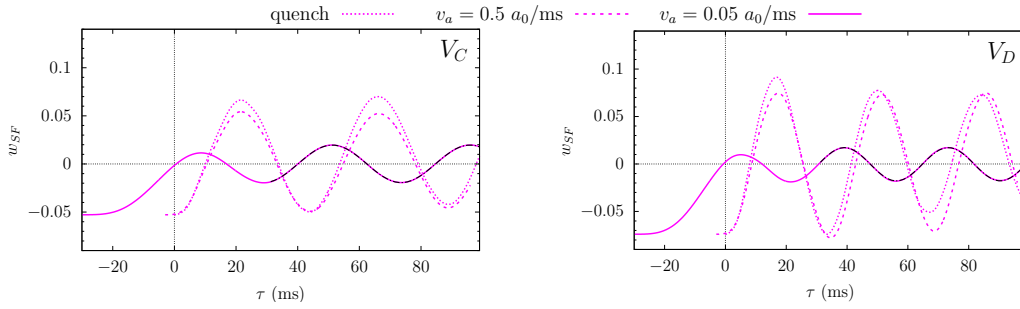 quench v_a = 0.5 a_0/ms v_a = 0.05 a_0/ms
V_C
0.1
0.05
0
−0.05
w_SF
−20 0 20 40 60 80
τ (ms)
V_D
0.1
0.05
0
−0.05
w_SF
−20 0 20 40 60 80
τ (ms)